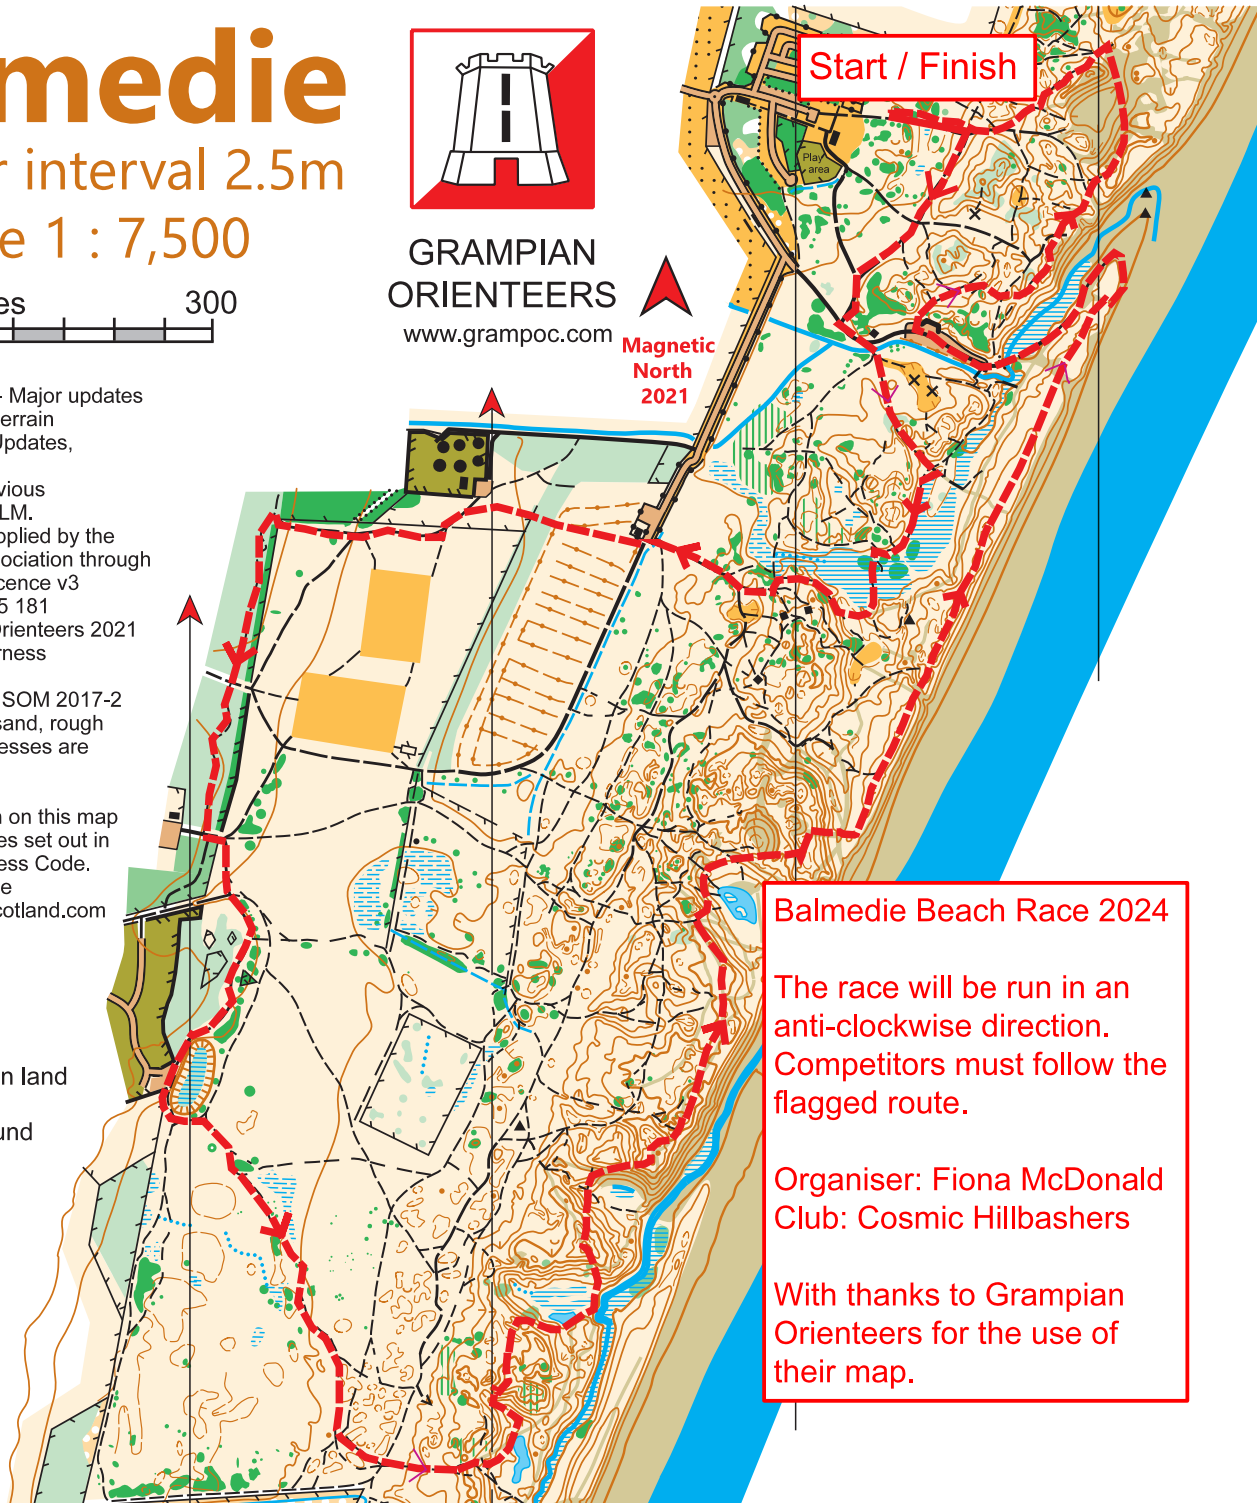 medie
r interval 2.5m
e 1 : 7,500
es 300
GRAMPIAN
ORIENTEERS
www.grampoc.com
Magnetic
North
2021
Start / Finish
Play
area
- Major updates
terrain
Updates,
vious
LM.
pplied by the
ociation through
cence v3
5 181
Orienteers 2021
rness
SOM 2017-2
sand, rough
esses are
n on this map
es set out in
ess Code.
e
cotland.com
n land
und
Balmedie Beach Race 2024
The race will be run in an
anti-clockwise direction.
Competitors must follow the
flagged route.
Organiser: Fiona McDonald
Club: Cosmic Hillbashers
With thanks to Grampian
Orienteers for the use of
their map.